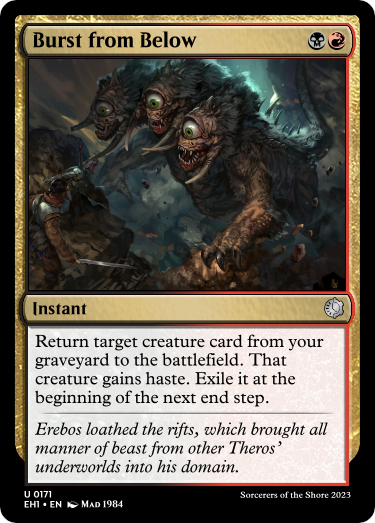 Burst from Below
Instant
Return target creature card from your
graveyard to the battlefield. That
creature gains haste. Exile it at the
beginning of the next end step.
Erebos loathed the rifts, which brought all
manner of beast from other Theros’
underworlds into his domain.
U 0171
EH1 • EN Mad 1984
Sorcerers of the Shore 2023